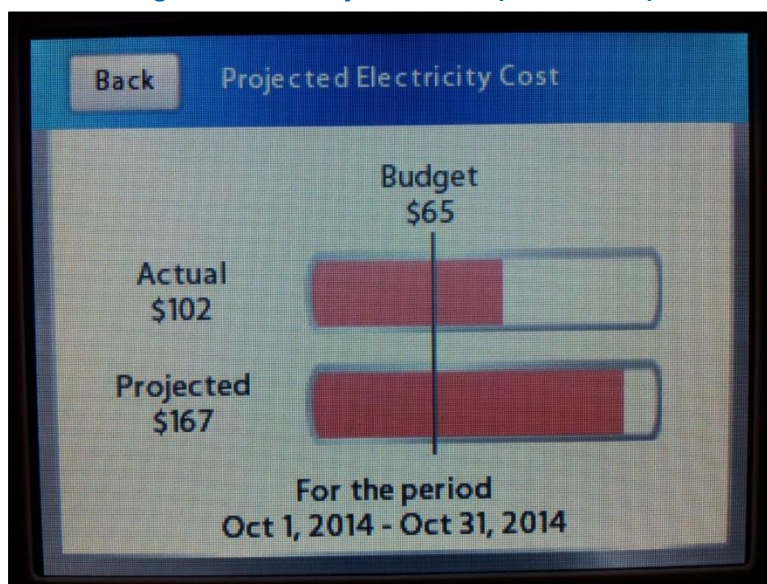 Back
Projected Electricity Cost
Budget
$65
Actual
$102
Projected
$167
For the period
Oct 1, 2014 - Oct 31, 2014